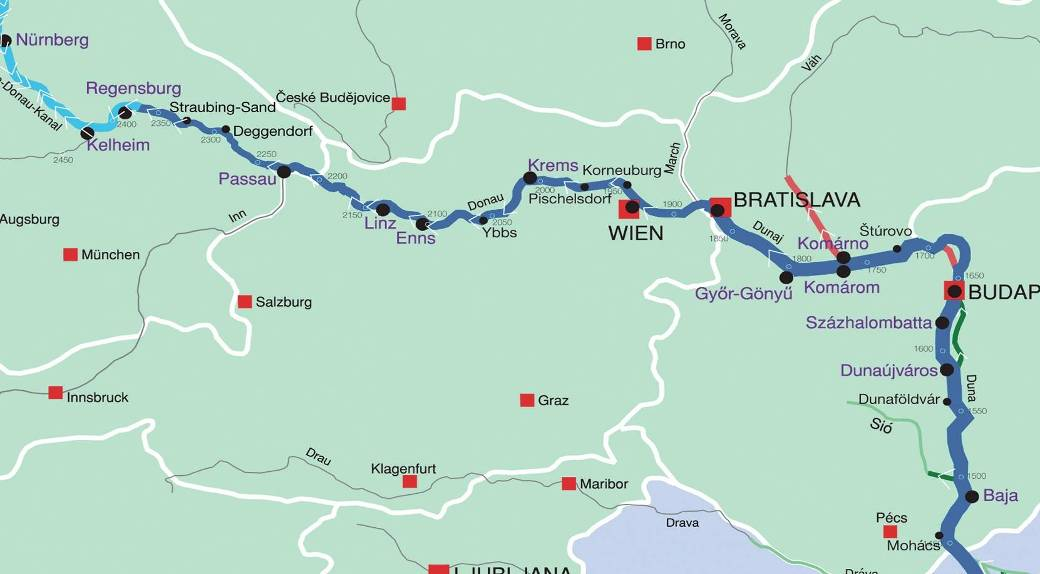 Nürnberg
Regensburg
Straubing-Sand
České Budějovice
Deggendorf
Kelheim
2450
2400
2350
2300
2250
Passau
2200
2150
Linz
Enns
2100
Donau
Ybbs
2050
Krems
2000
Pischelsdorf
Korneuburg
1950
WIEN
1900
March
Morava
Brno
Váh
BRATISLAVA
1850
Dunaj
1800
Győr-Gönyű
Komárno
Komárom
1750
Štúrovo
1700
1650
BUDAP
Százhalombatta
1600
Dunaújváros
Duna
Dunaföldvár
1550
Sió
1500
Baja
Pécs
Mohács
Drava
Dráva
Augsburg
München
Inn
Salzburg
Innsbruck
Graz
Drau
Klagenfurt
Maribor
LJUBLJANA
-Donau-Kanal